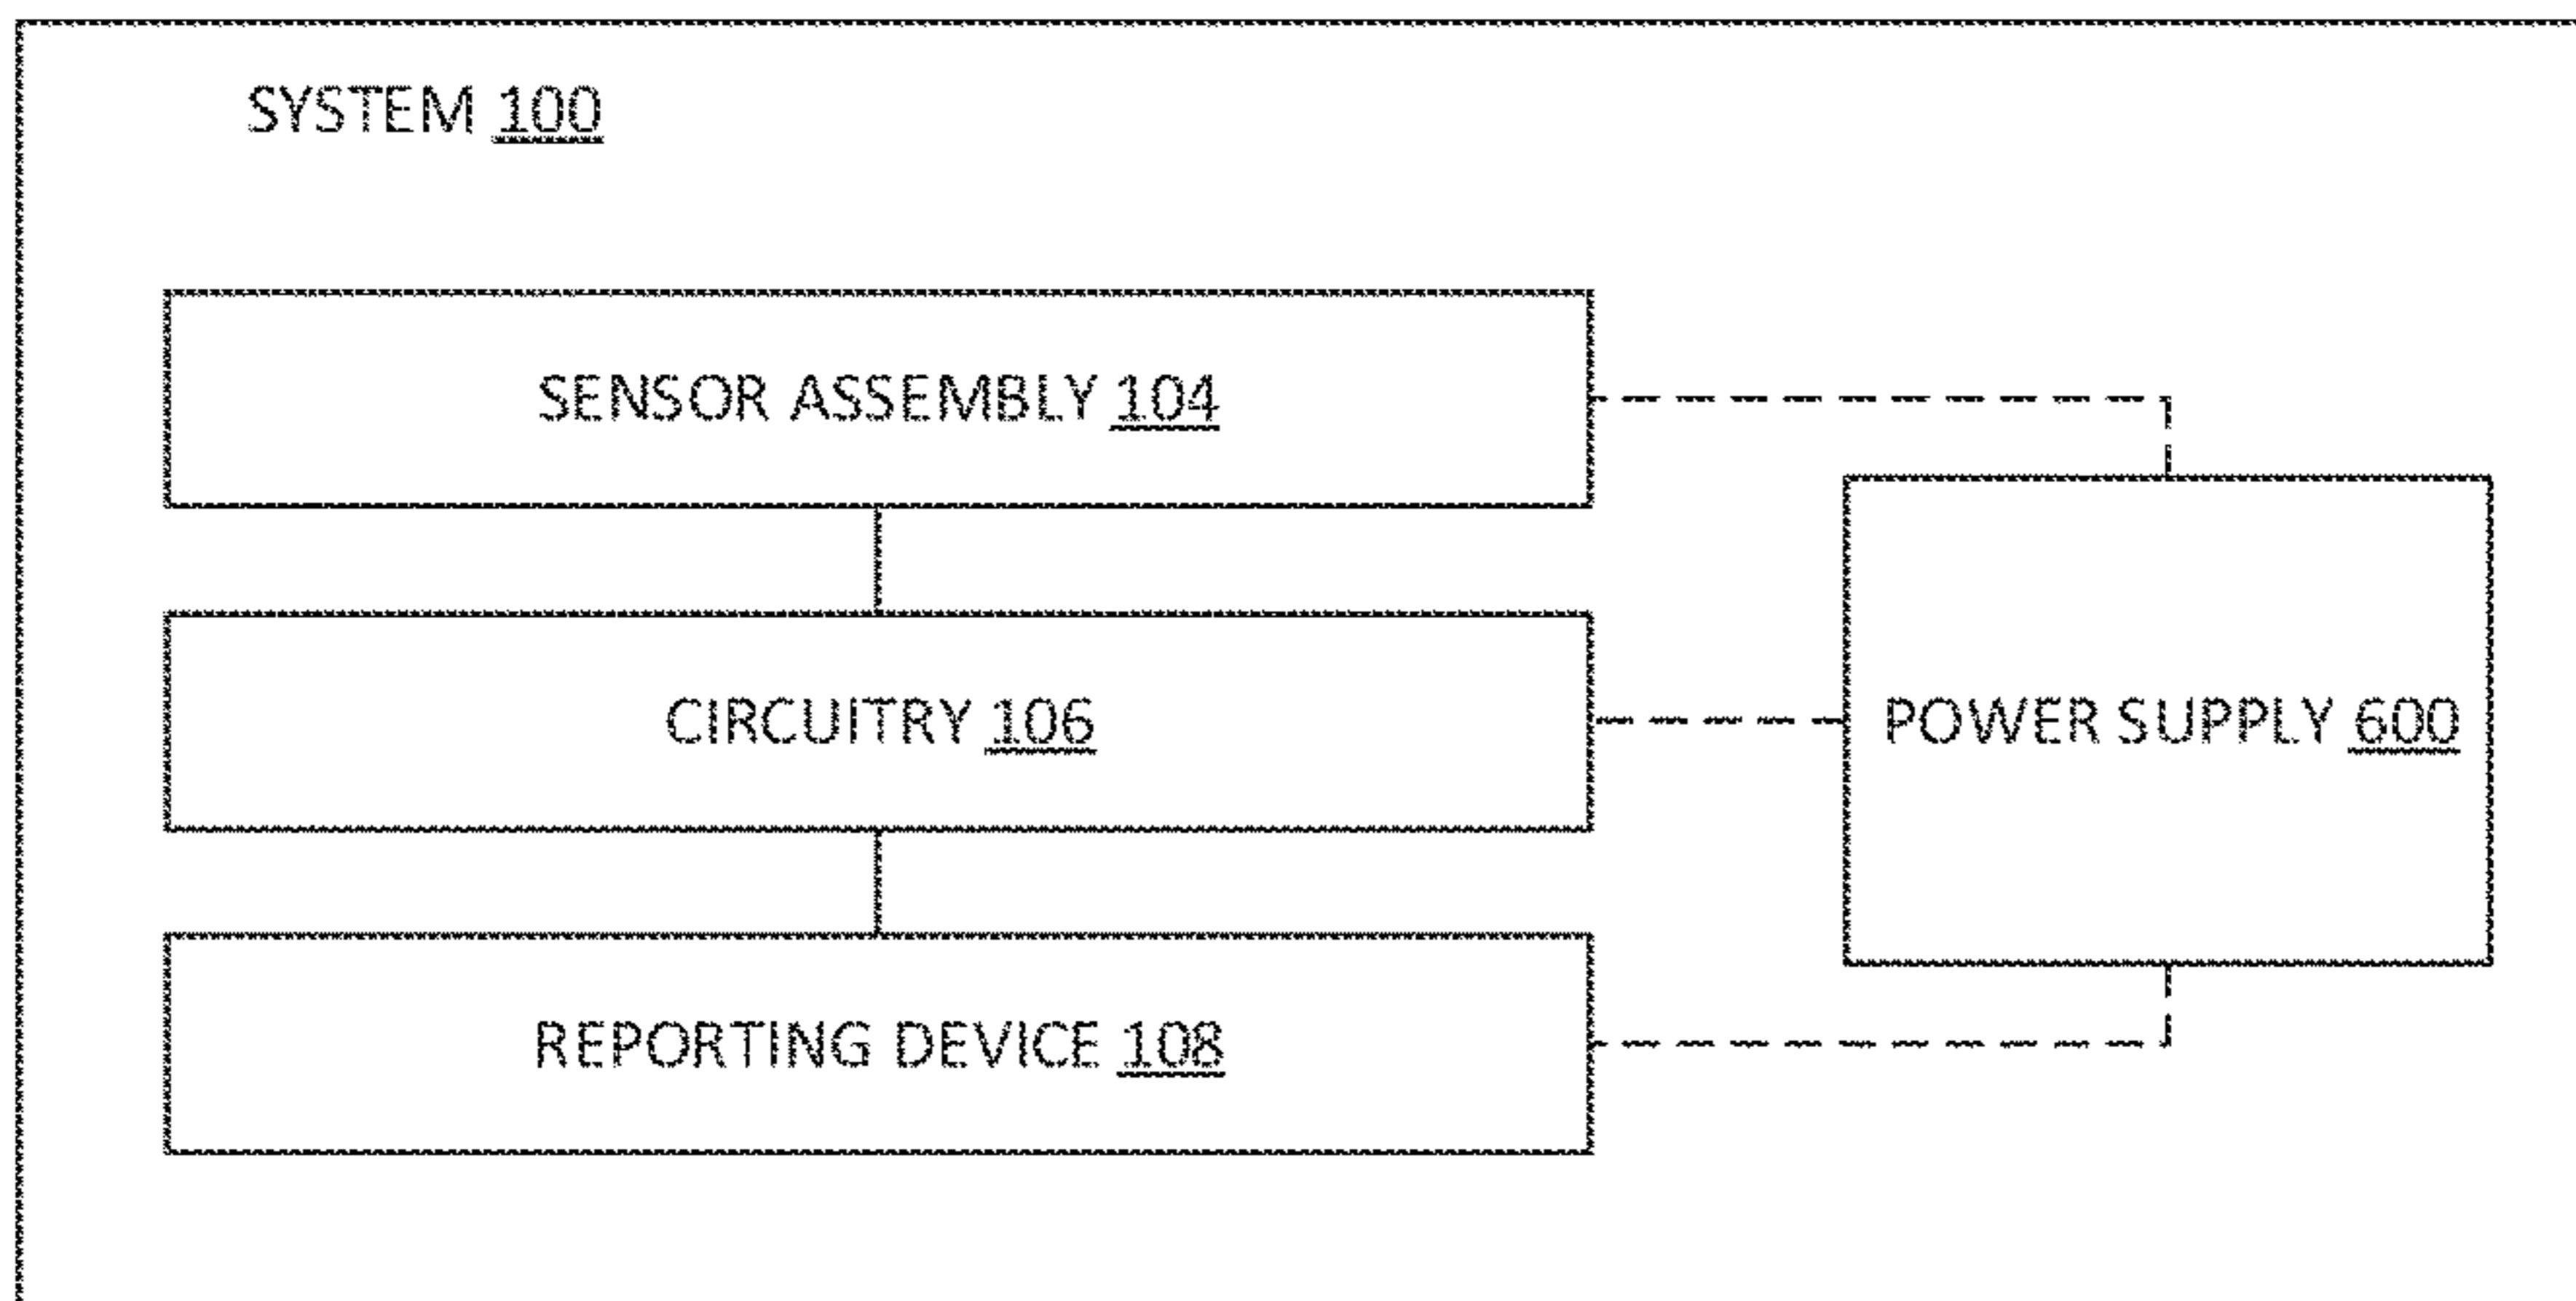 SYSTEM 100
SENSOR ASSEMBLY 104
CIRCUITRY 106
POWER SUPPLY 600
REPORTING DEVICE 108